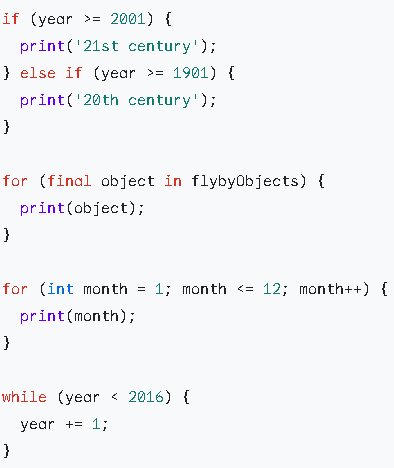 if (year >= 2001) {
  print('21st century');
} else if (year >= 1901) {
  print('20th century');
}

for (final object in flybyObjects) {
  print(object);
}

for (int month = 1; month <= 12; month++) {
  print(month);
}

while (year < 2016) {
  year += 1;
}